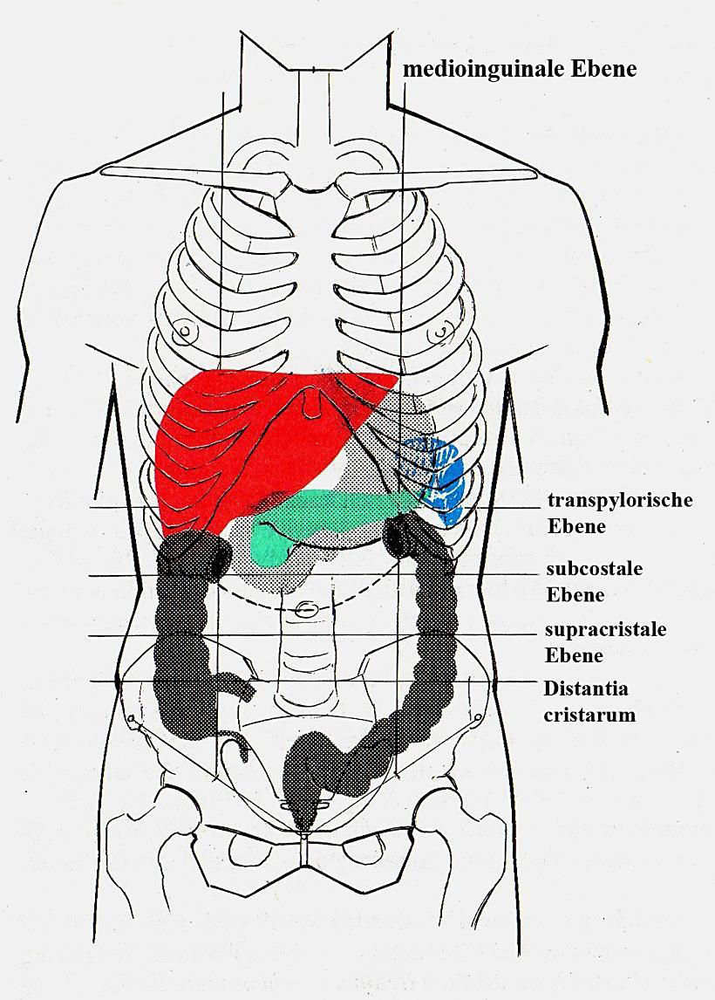 medioinguinale Ebene
transpylorische
Ebene
subcostale
Ebene
supracristale
Ebene
Distantia
cristarum